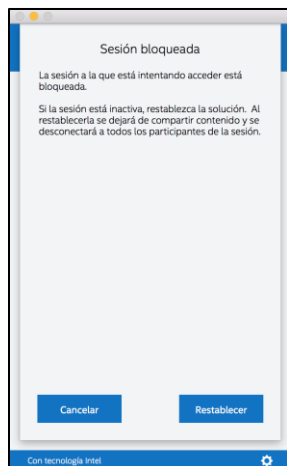 Sesión bloqueada
La sesión a la que está intentando acceder está
bloqueada.
Si la sesión está inactiva, restablezca la solución. Al
restablecerla se dejará de compartir contenido y se
desconectará a todos los participantes de la sesión.
Cancelar
Restablecer
Con tecnología Intel